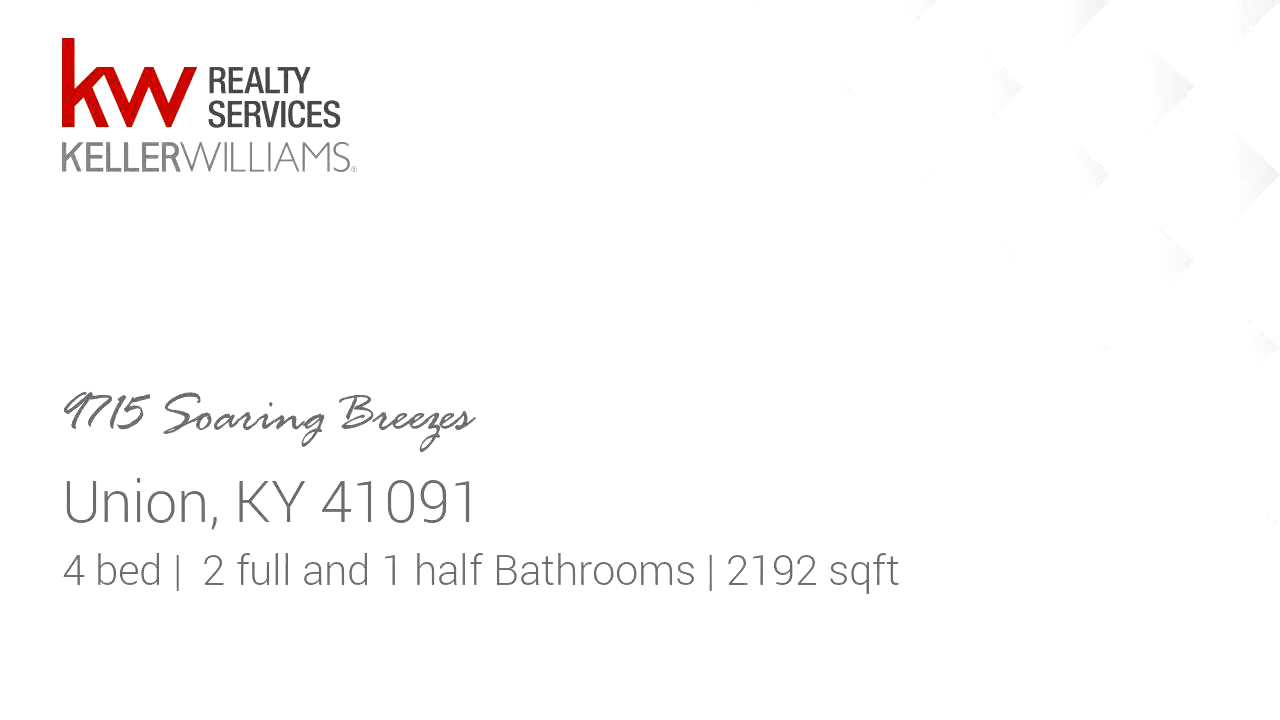 kw REALTY
SERVICES
KELLERWILLIAMS®
9715 Soaring Breezes
Union, KY 41091
4 bed | 2 full and 1 half Bathrooms | 2192 sqft